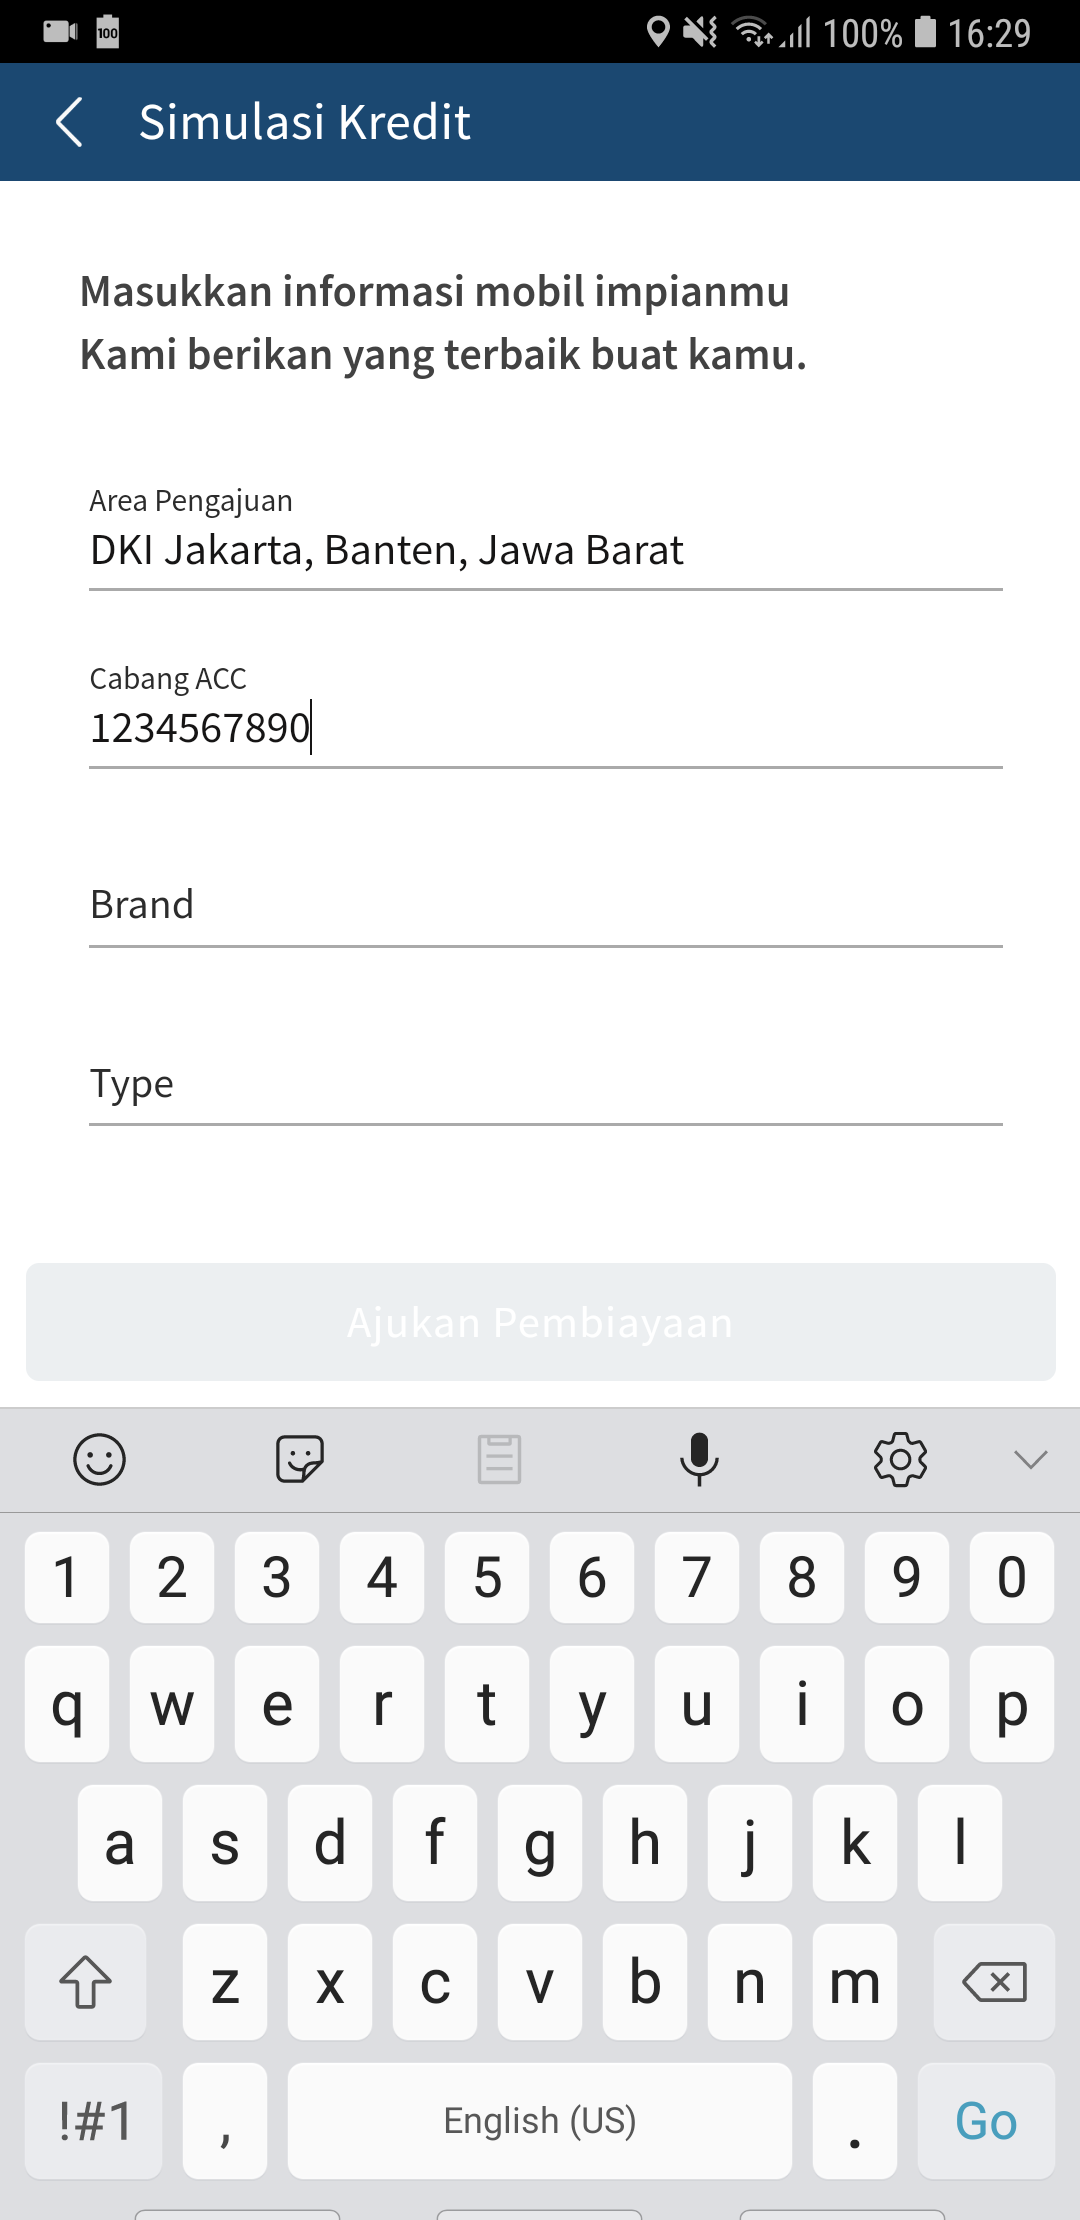 100 100% 16:29
Simulasi Kredit
Masukkan informasi mobil impianmu
Kami berikan yang terbaik buat kamu.
Area Pengajuan
DKI Jakarta, Banten, Jawa Barat
Cabang ACC
1234567890
Brand
Type
Ajukan Pembiayaan
1 2 3 4 5 6 7 8 9 0
q w e r t y u i o p
a s d f g h j k l
z x c v b n m
!#1 , English (US) . Go